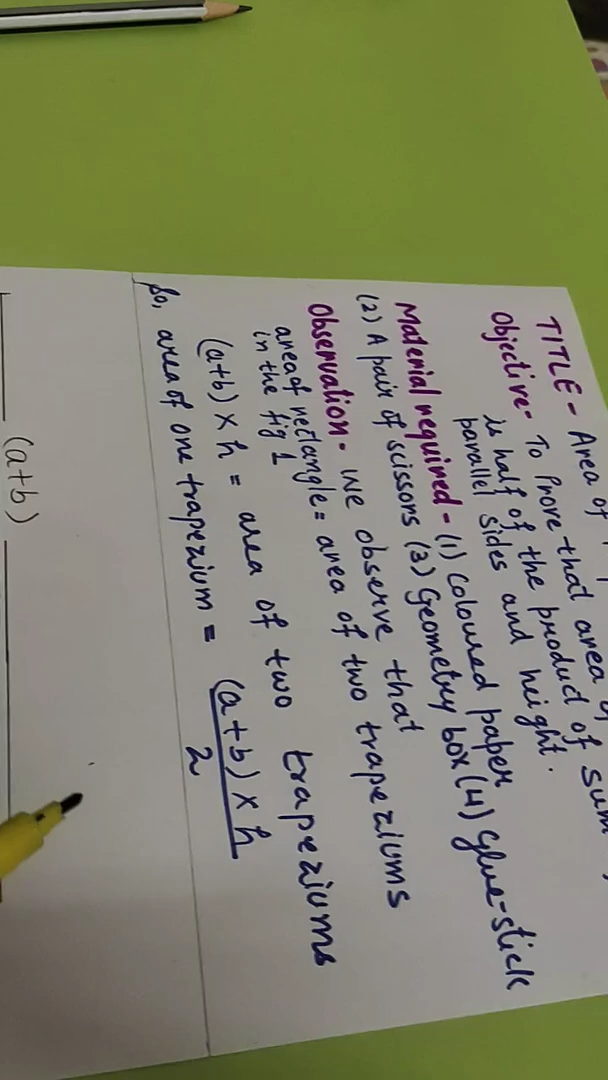 TITLE - Area of
Objective - To Prove that area
is half of the product of sum
parallel sides and height.
Material required - (1) Coloured paper
(2) A pair of scissors (3) Geometry box (4) Glue-stick
Observation - We observe that
area of rectangle = area of two trapeziums
in the fig 1
(a+b) × h = area of two trapeziums
So, area of one trapezium = (a+b) × h
2
(a+b)